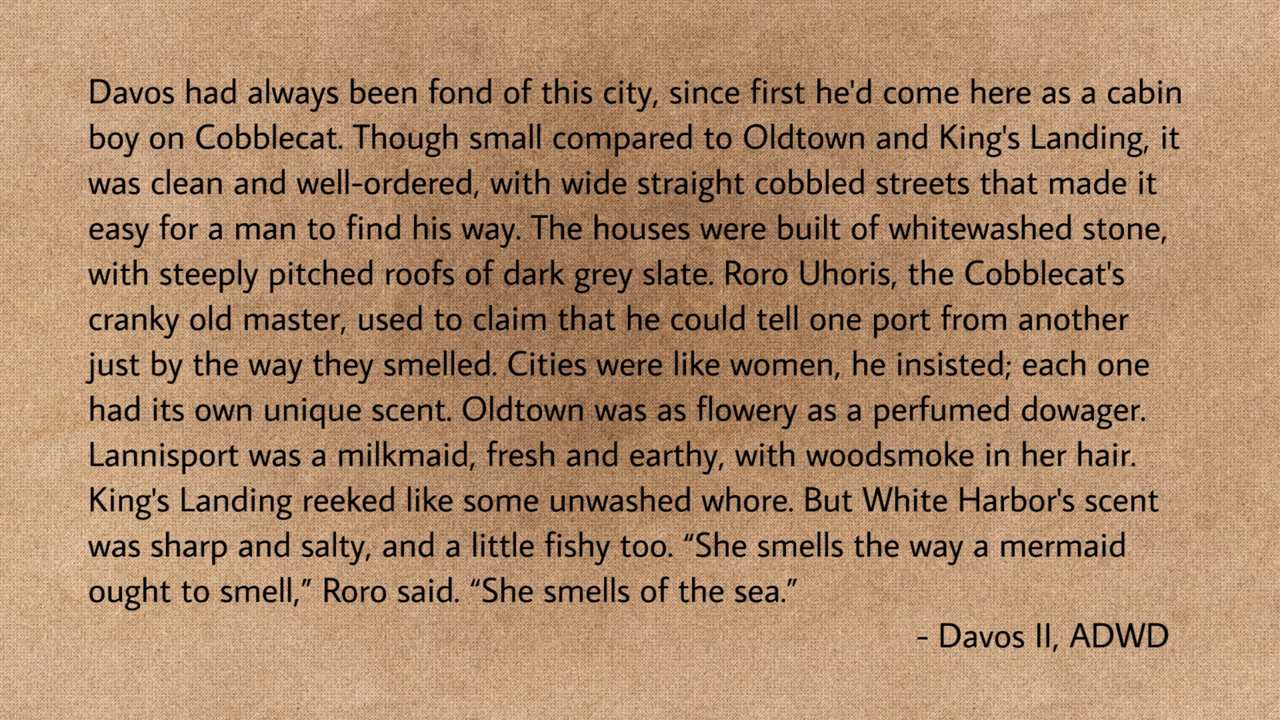 Davos had always been fond of this city, since first he'd come here as a cabin
boy on Cobblecat. Though small compared to Oldtown and King's Landing, it
was clean and well-ordered, with wide straight cobbled streets that made it
easy for a man to find his way. The houses were built of whitewashed stone,
with steeply pitched roofs of dark grey slate. Roro Uhoris, the Cobblecat's
cranky old master, used to claim that he could tell one port from another
just by the way they smelled. Cities were like women, he insisted; each one
had its own unique scent. Oldtown was as flowery as a perfumed dowager.
Lannisport was a milkmaid, fresh and earthy, with woodsmoke in her hair.
King's Landing reeked like some unwashed whore. But White Harbor's scent
was sharp and salty, and a little fishy too. “She smells the way a mermaid
ought to smell,” Roro said. “She smells of the sea.”
- Davos II, ADWD